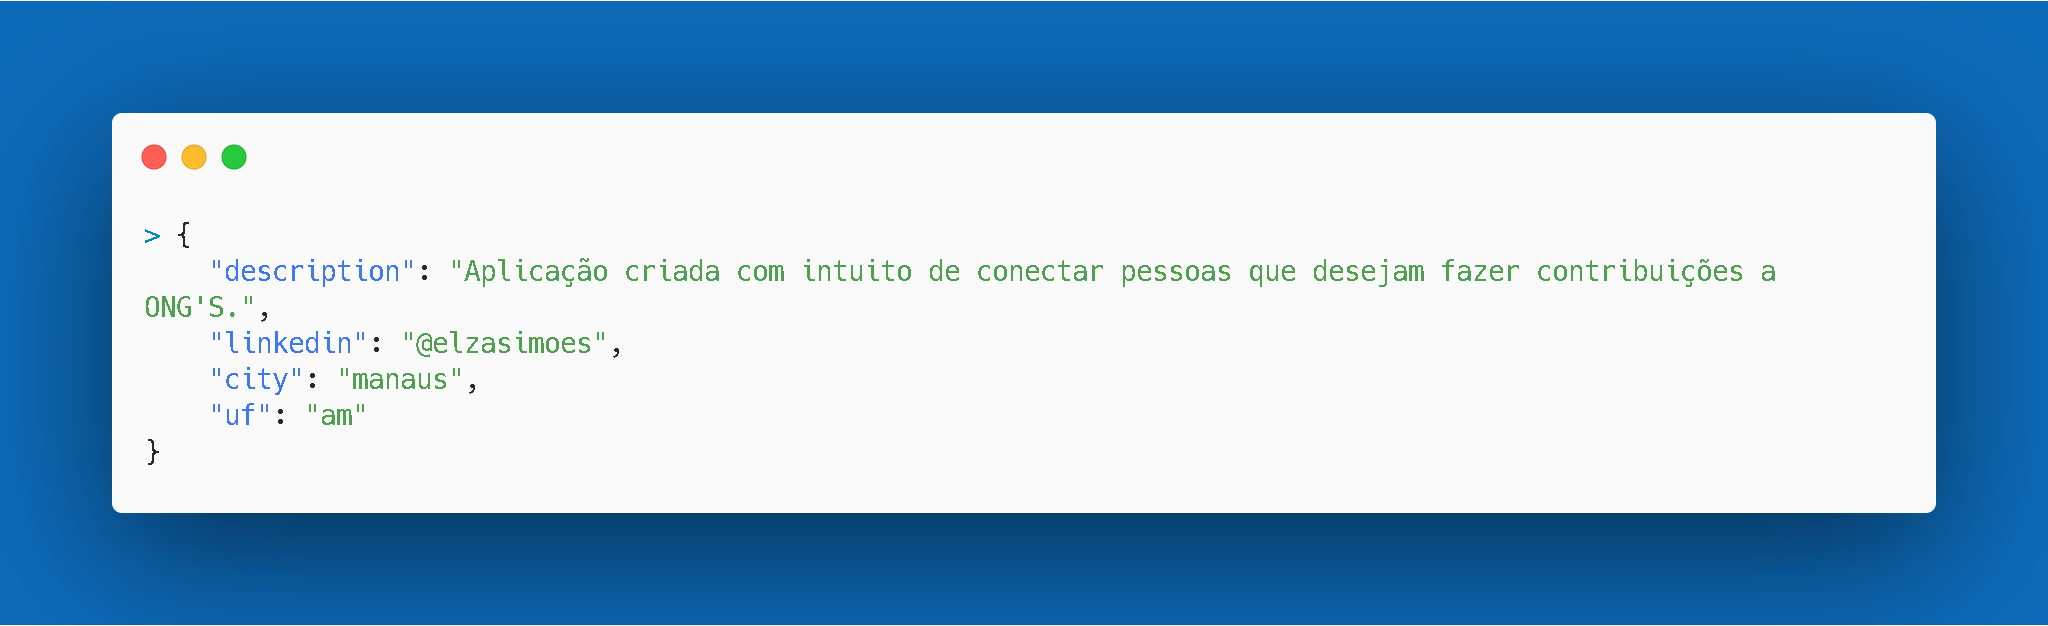 > {
    "description": "Aplicação criada com intuito de conectar pessoas que desejam fazer contribuições a
ONG'S.",
    "linkedin": "@elzasimoes",
    "city": "manaus",
    "uf": "am"
}